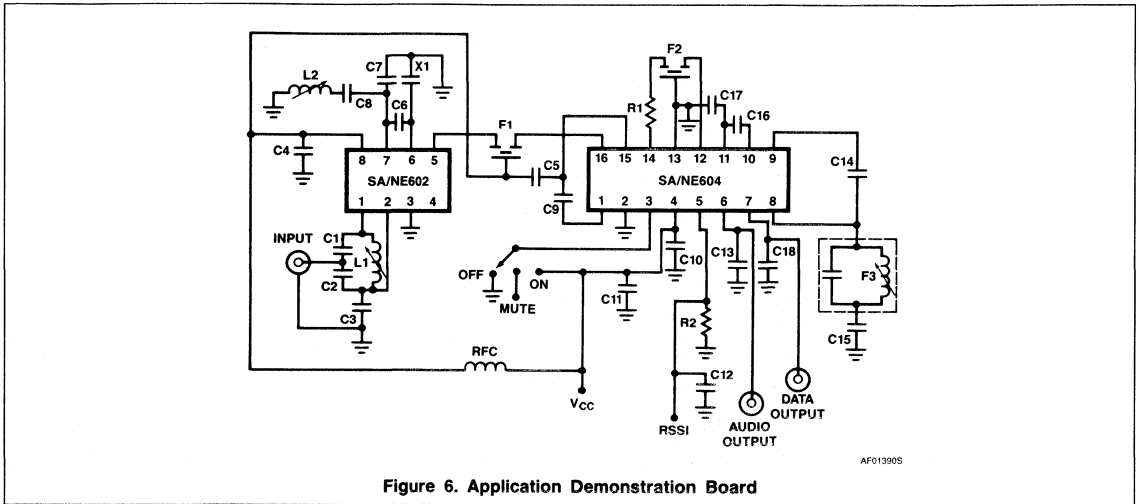 F2
C7
X1
L2
C17
R1
C16
C8
C6
F1
C4
C5
C14
8 7 6 5
16 15 14 13 12 11 10 9
SA/NE602
SA/NE604
C9
1 2 3 4
1 2 3 4 5 6 7 8
INPUT
C1
L1
C2
C3
OFF
MUTE
ON
C10
C11
C13
C18
F3
R2
C15
RFC
VCC
C12
RSSI
AUDIO
OUTPUT
DATA
OUTPUT
AF01390S
Figure 6. Application Demonstration Board